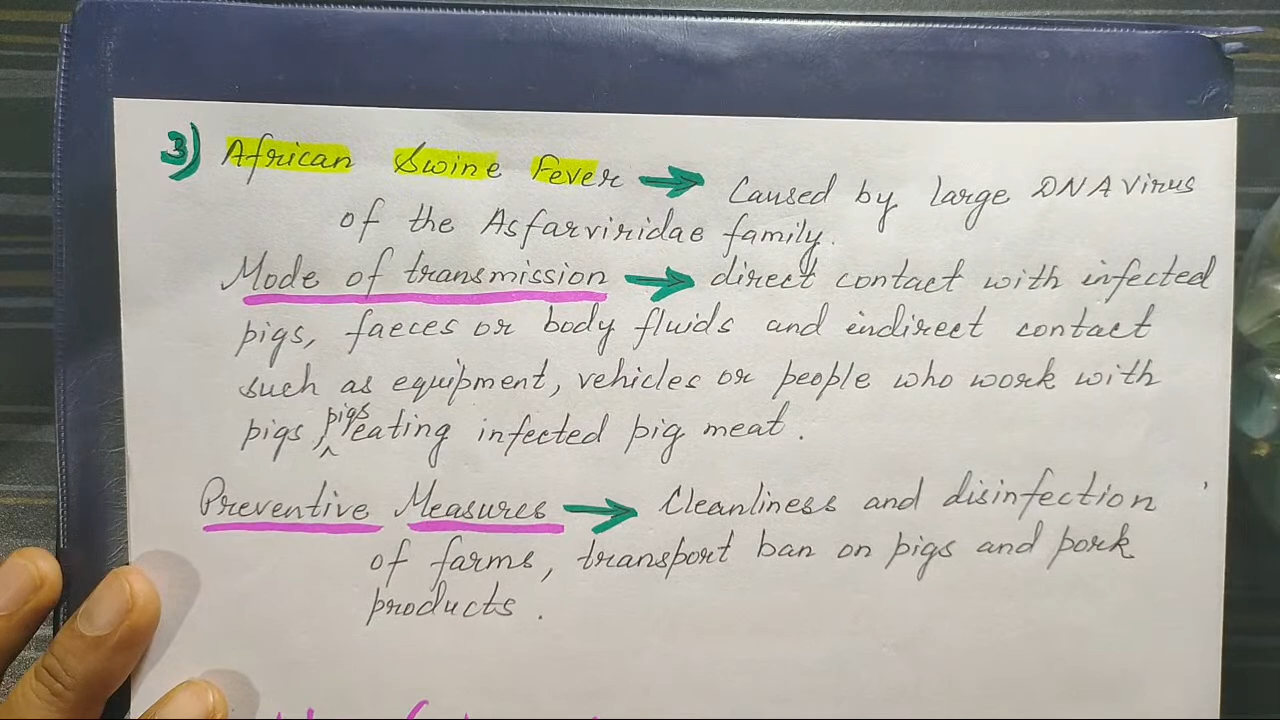 3) African Swine Fever → Caused by large DNA Virus
of the Asfarviridae family.
Mode of transmission → direct contact with infected
pigs, faeces or body fluids and indirect contact
such as equipment, vehicles or people who work with
pigs, pigs eating infected pig meat.
Preventive Measures → Cleanliness and disinfection
of farms, transport ban on pigs and pork
products.